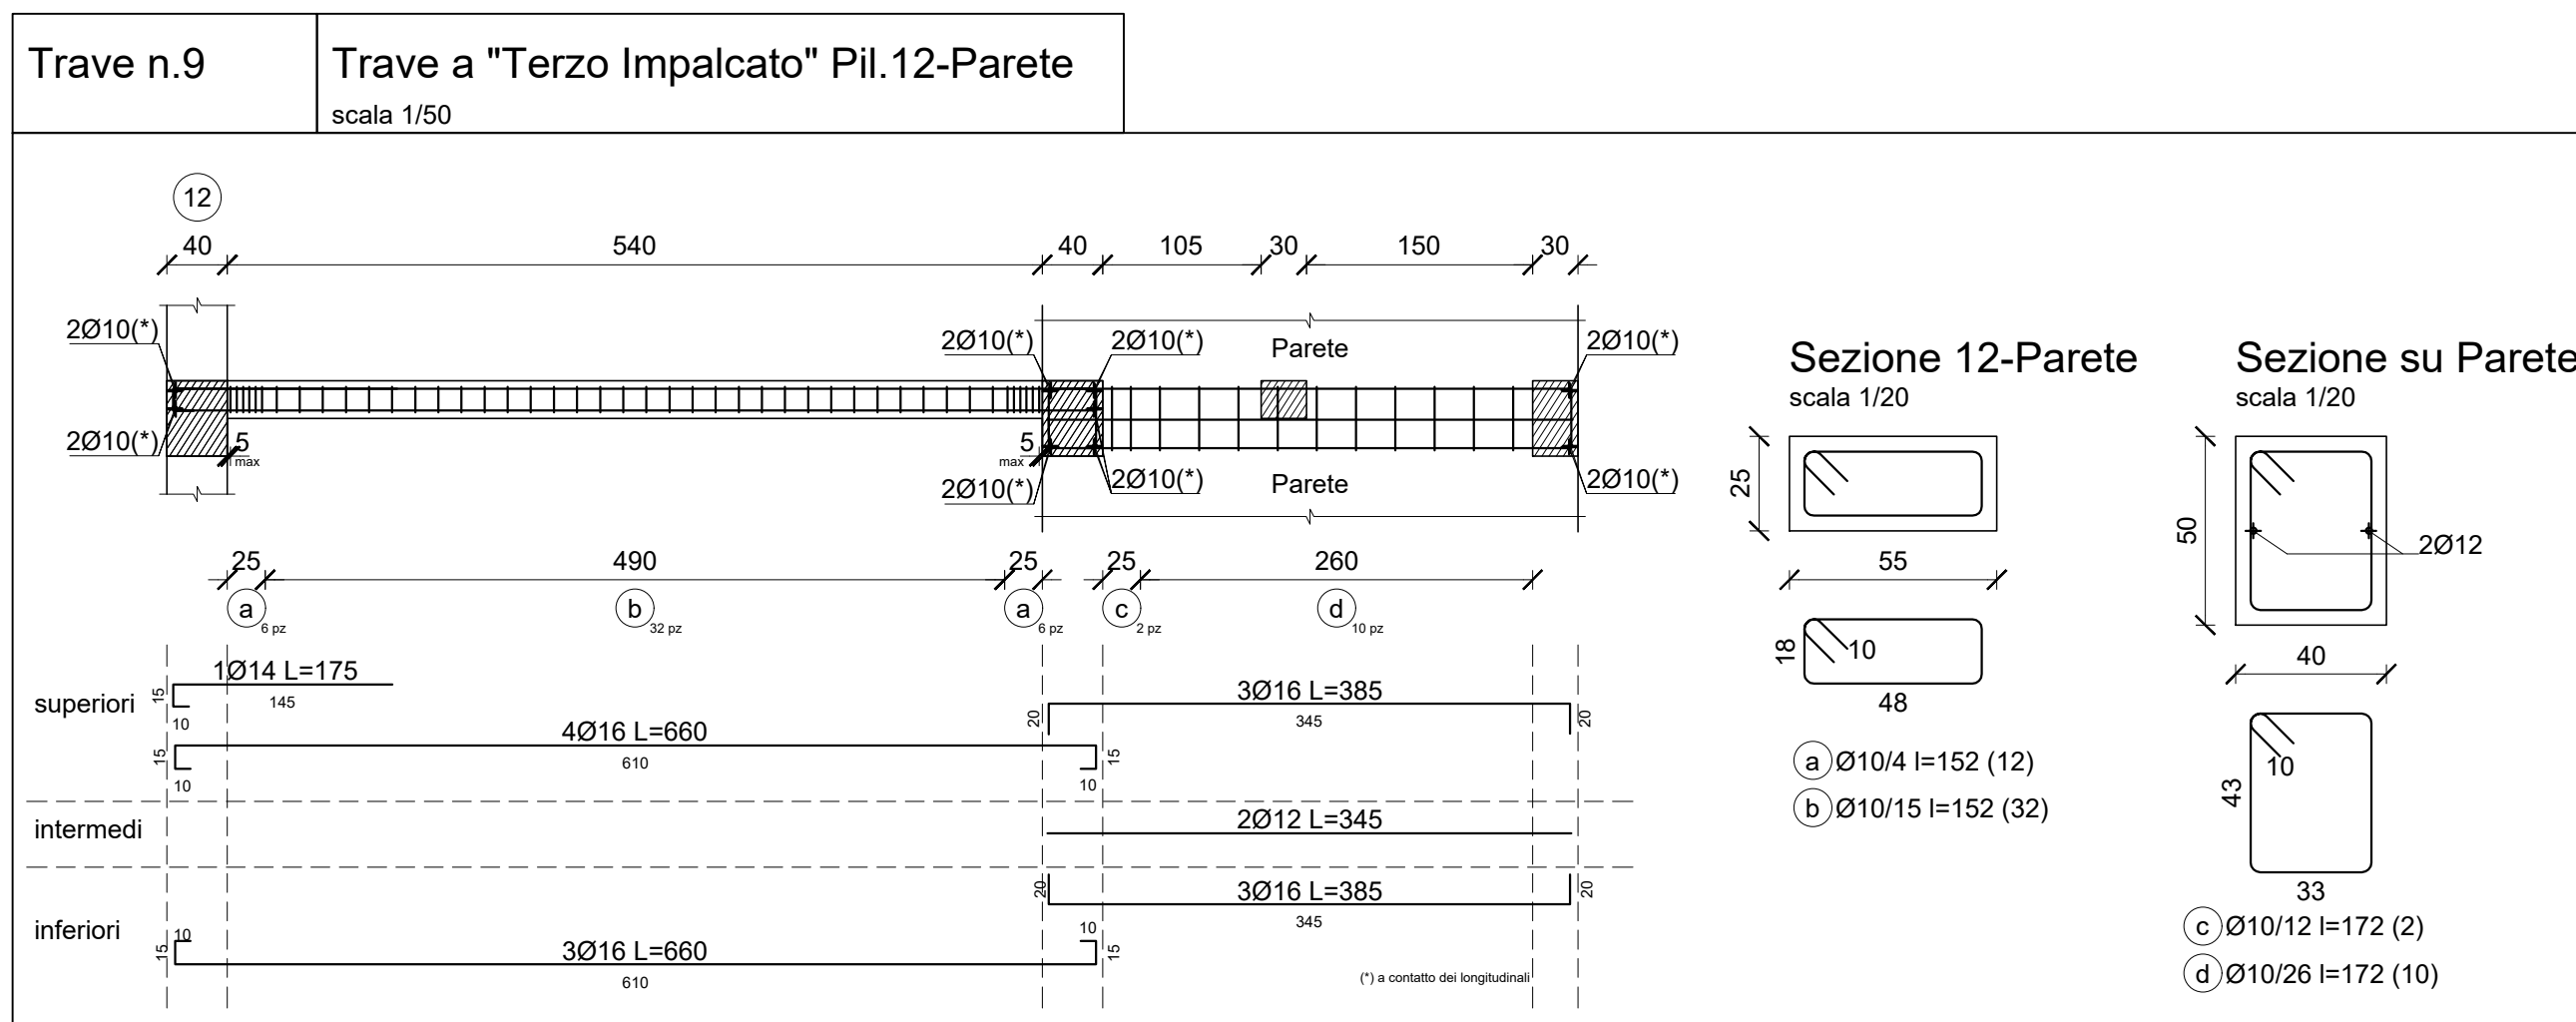 Trave n.9
Trave a "Terzo Impalcato" Pil.12-Parete
scala 1/50
12
40 540 40 105 30 150 30
2Ø10(*) 2Ø10(*) 2Ø10(*) Parete 2Ø10(*)
2Ø10(*) 5 max 5 max 2Ø10(*) 2Ø10(*) Parete 2Ø10(*)
25 490 25 25 260
a 6 pz b 32 pz a 6 pz c 2 pz d 10 pz
superiori
1Ø14 L=175
15 145
10
4Ø16 L=660
15 610 15
10 10
3Ø16 L=385
20 345 20
intermedi
2Ø12 L=345
inferiori
3Ø16 L=385
20 345 20
10 10
15 3Ø16 L=660 15
610
(*) a contatto dei longitudinali
Sezione 12-Parete
scala 1/20
25
55
18 10
48
a Ø10/4 l=152 (12)
b Ø10/15 l=152 (32)
Sezione su Parete
scala 1/20
50
2Ø12
40
10
43
33
c Ø10/12 l=172 (2)
d Ø10/26 l=172 (10)